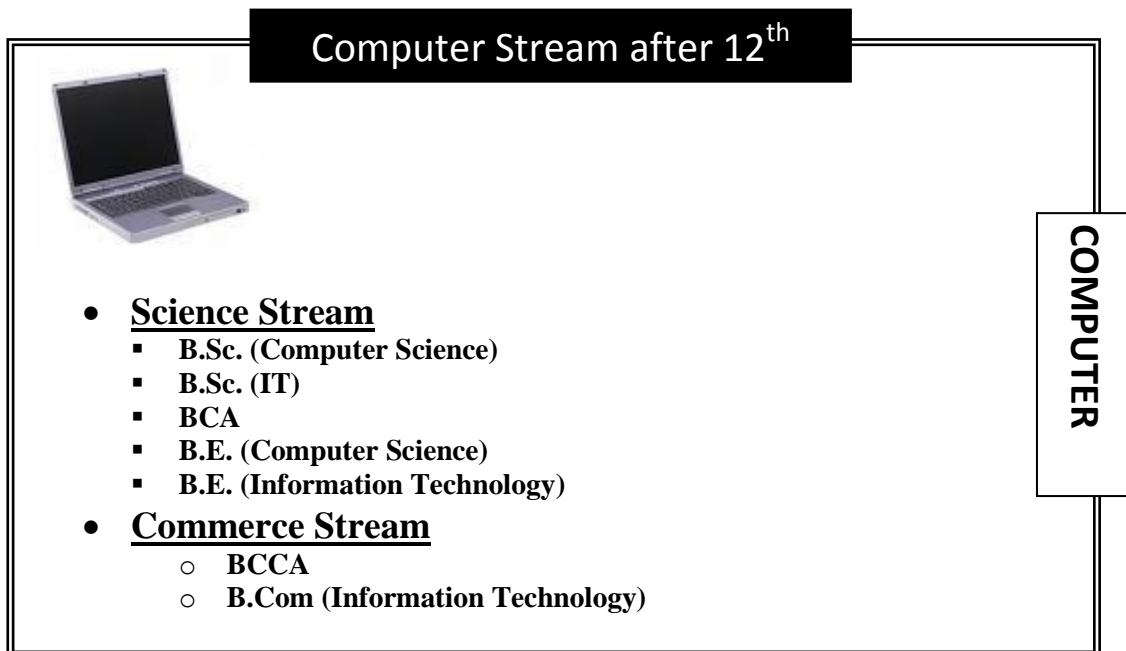 Computer Stream after 12th
COMPUTER
• Science Stream
▪ B.Sc. (Computer Science)
▪ B.Sc. (IT)
▪ BCA
▪ B.E. (Computer Science)
▪ B.E. (Information Technology)
• Commerce Stream
o BCCA
o B.Com (Information Technology)